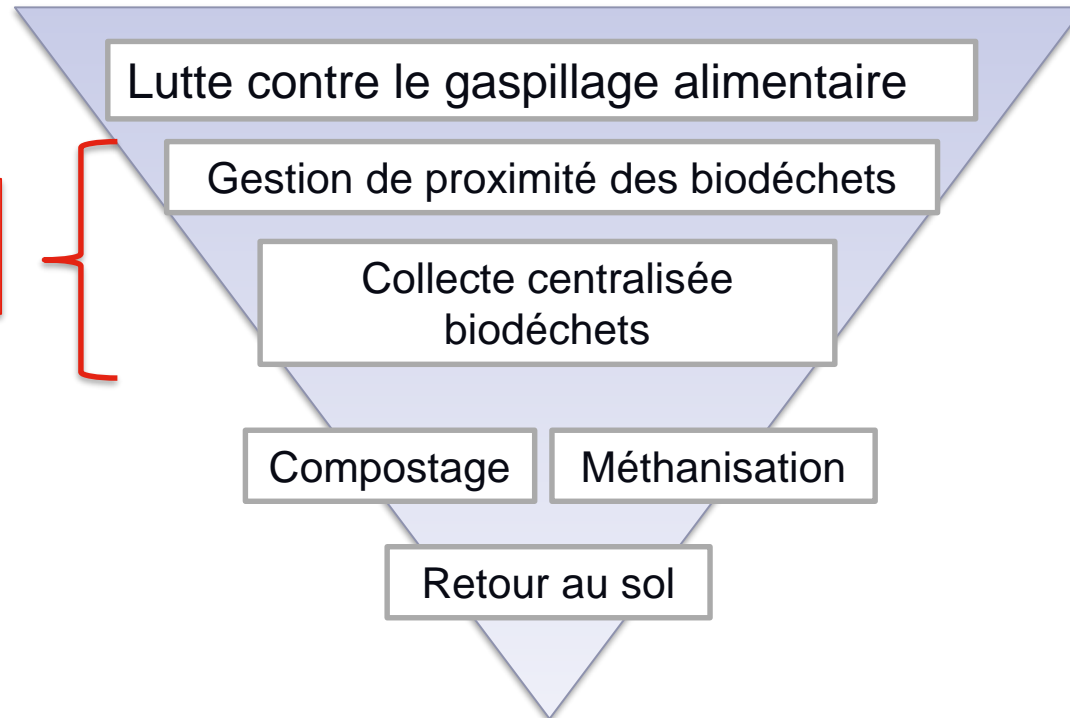 Lutte contre le gaspillage alimentaire
Gestion de proximité des biodéchets
Collecte centralisée
biodéchets
Compostage
Méthanisation
Retour au sol